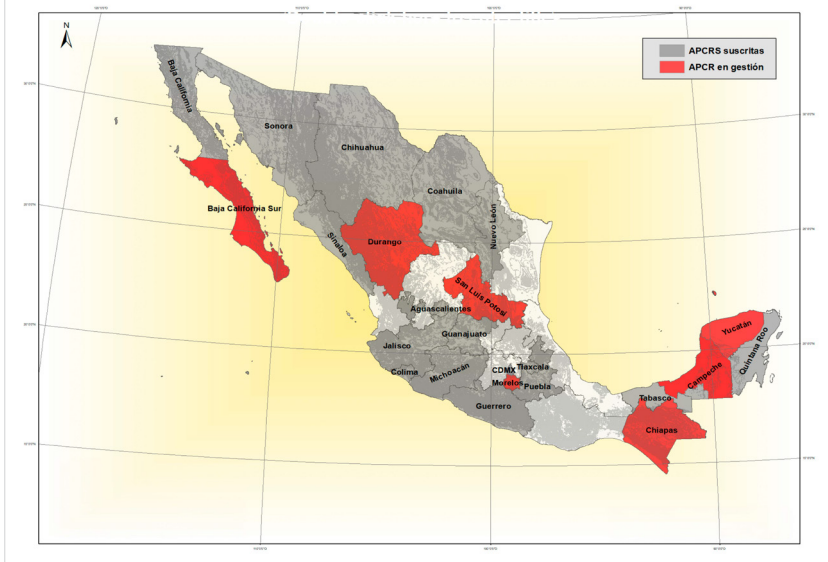 N
APCRS suscritas
APCR en gestión
Baja California
Sonora
Chihuahua
Coahuila
Nuevo León
Baja California Sur
Sinaloa
Durango
San Luis Potosí
Aguascalientes
Guanajuato
Jalisco
Colima
Michoacán
CDMX
Tlaxcala
Morelos
Puebla
Guerrero
Tabasco
Chiapas
Campeche
Yucatán
Quintana Roo